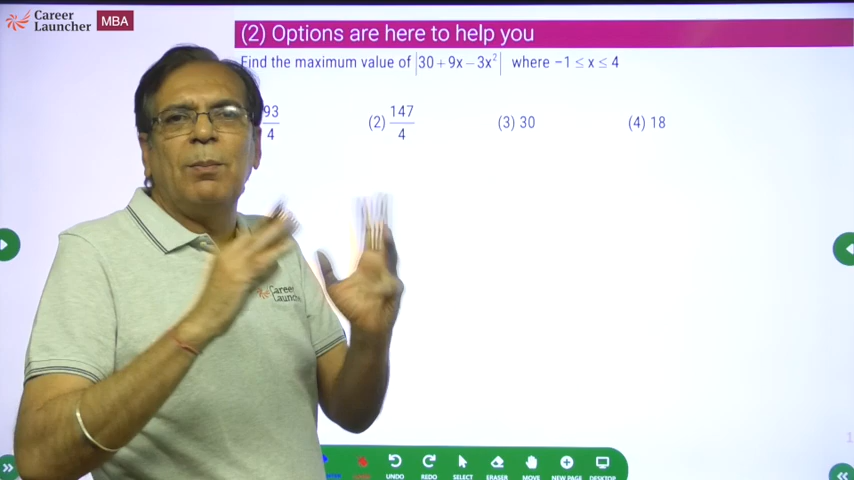 Career Launcher MBA
(2) Options are here to help you
Find the maximum value of |30 + 9x − 3x²| where −1 ≤ x ≤ 4
93/4 (2) 147/4 (3) 30 (4) 18
Career Launcher
UNDO REDO SELECT ERASER MOVE NEW PAGE DESKTOP
1